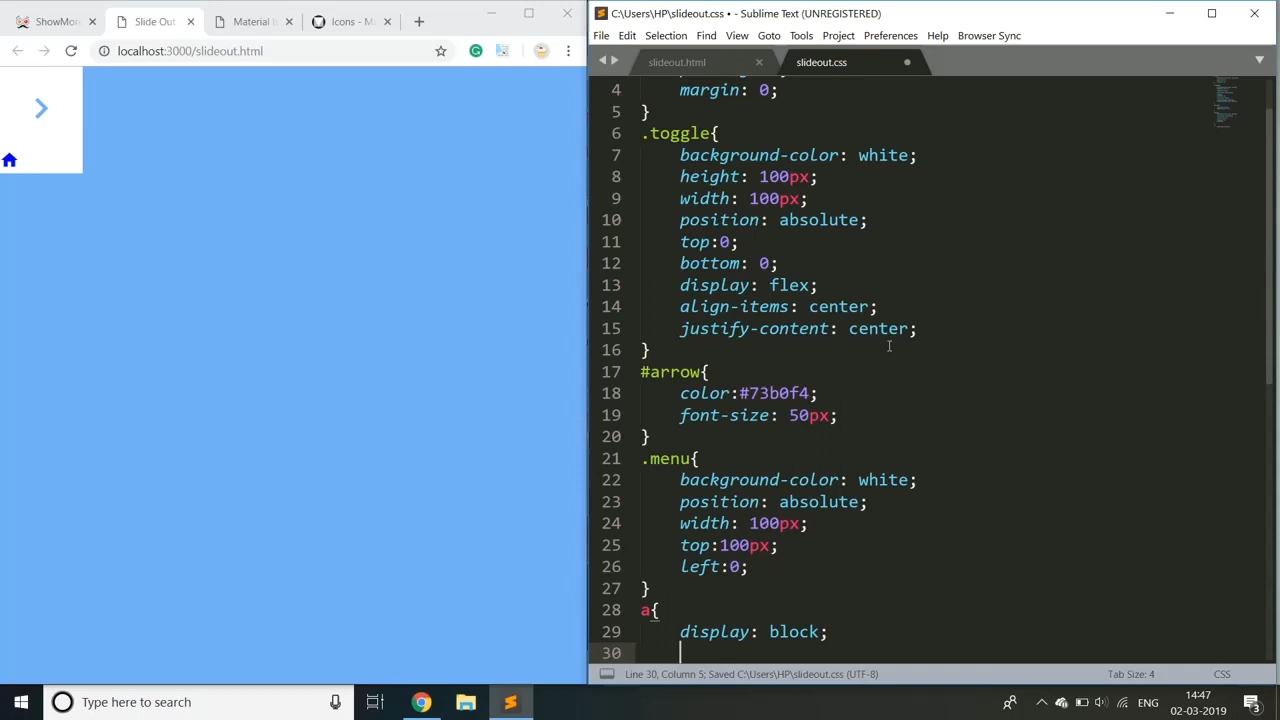 ShowMor
Slide Out
Material I
Icons - Ma
localhost:3000/slideout.html
C:\Users\HP\slideout.css • - Sublime Text (UNREGISTERED)
File Edit Selection Find View Goto Tools Project Preferences Help Browser Sync
slideout.html
slideout.css
4 margin: 0;
5 }
6 .toggle{
7 background-color: white;
8 height: 100px;
9 width: 100px;
10 position: absolute;
11 top:0;
12 bottom: 0;
13 display: flex;
14 align-items: center;
15 justify-content: center;
16 }
17 #arrow{
18 color:#73b0f4;
19 font-size: 50px;
20 }
21 .menu{
22 background-color: white;
23 position: absolute;
24 width: 100px;
25 top:100px;
26 left:0;
27 }
28 a{
29 display: block;
30
Line 30, Column 5; Saved C:\Users\HP\slideout.css (UTF-8)
Tab Size: 4
CSS
Type here to search
ENG
14:47
02-03-2019
3